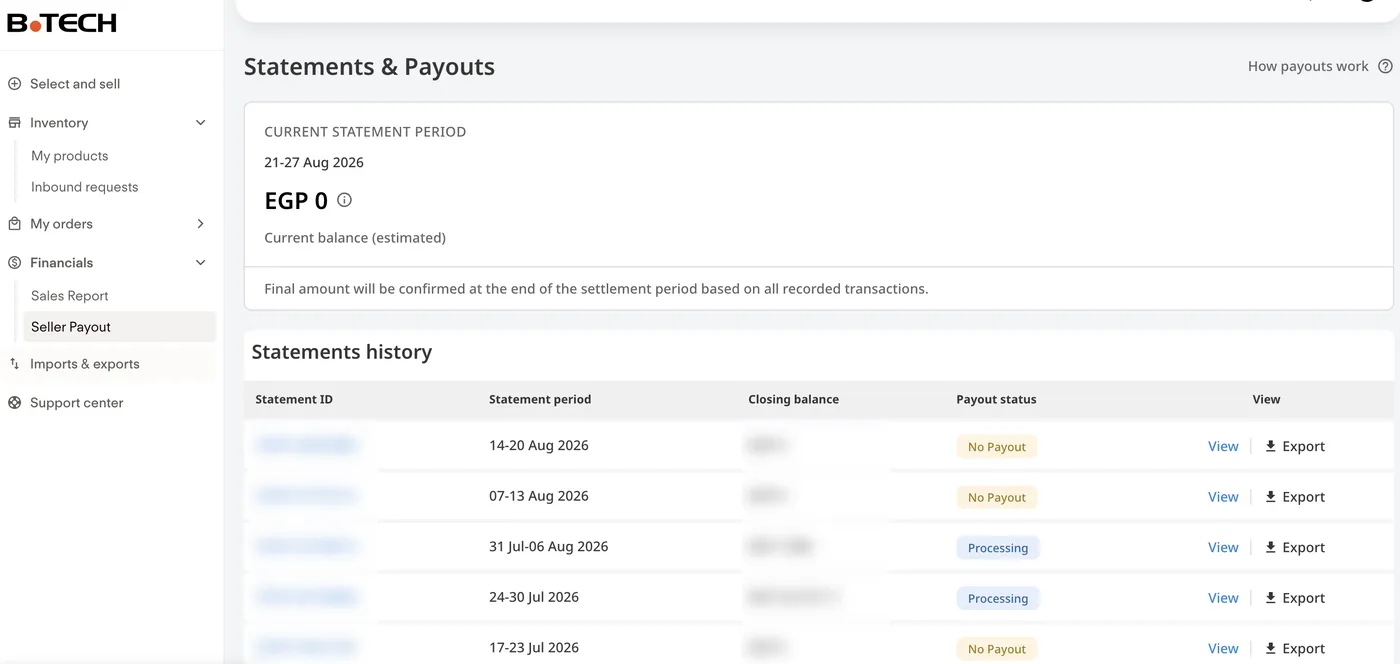 B.TECH
Select and sell
Inventory
My products
Inbound requests
My orders
Financials
Sales Report
Seller Payout
Imports & exports
Support center
Statements & Payouts
How payouts work
CURRENT STATEMENT PERIOD
21-27 Aug 2026
EGP 0
Current balance (estimated)
Final amount will be confirmed at the end of the settlement period based on all recorded transactions.
Statements history
Statement ID Statement period Closing balance Payout status View
14-20 Aug 2026 No Payout View Export
07-13 Aug 2026 No Payout View Export
31 Jul-06 Aug 2026 Processing View Export
24-30 Jul 2026 Processing View Export
17-23 Jul 2026 No Payout View Export